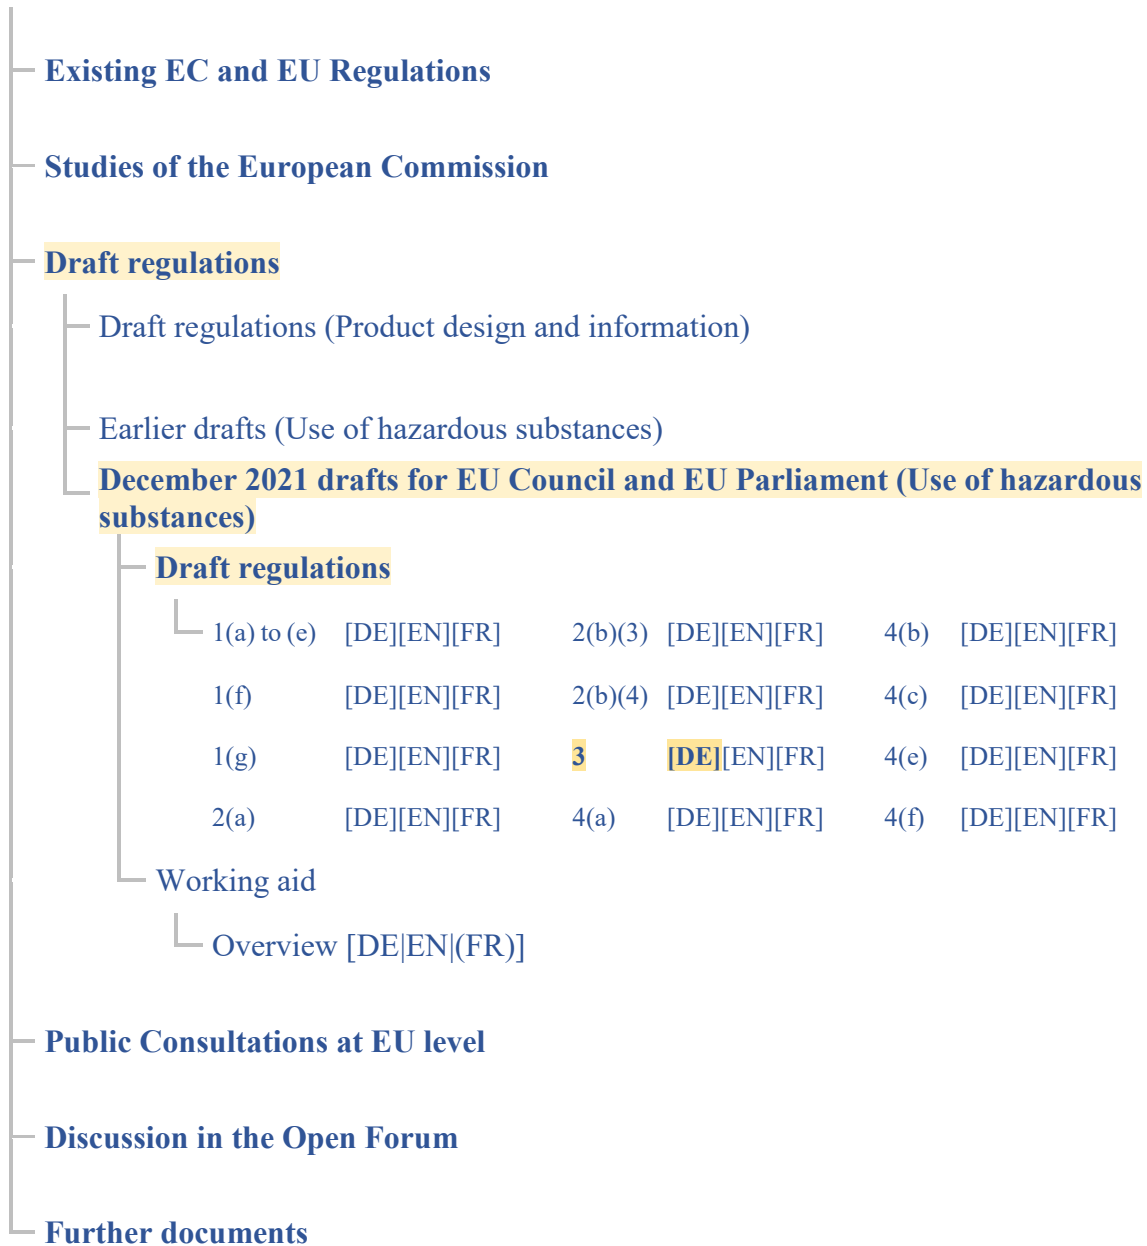 Existing EC and EU Regulations
Studies of the European Commission
Draft regulations
Draft regulations (Product design and information)
Earlier drafts (Use of hazardous substances)
December 2021 drafts for EU Council and EU Parliament (Use of hazardous
substances)
Draft regulations
1(a) to (e) [DE][EN][FR] 2(b)(3) [DE][EN][FR] 4(b) [DE][EN][FR]
1(f) [DE][EN][FR] 2(b)(4) [DE][EN][FR] 4(c) [DE][EN][FR]
1(g) [DE][EN][FR] 3 [DE][EN][FR] 4(e) [DE][EN][FR]
2(a) [DE][EN][FR] 4(a) [DE][EN][FR] 4(f) [DE][EN][FR]
Working aid
Overview [DE|EN|(FR)]
Public Consultations at EU level
Discussion in the Open Forum
Further documents